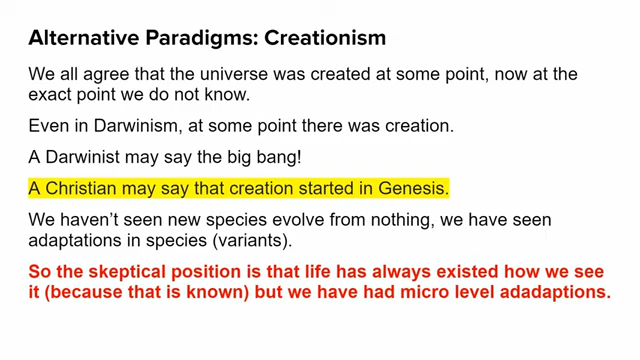 Alternative Paradigms: Creationism
We all agree that the universe was created at some point, now at the
exact point we do not know.
Even in Darwinism, at some point there was creation.
A Darwinist may say the big bang!
A Christian may say that creation started in Genesis.
We haven’t seen new species evolve from nothing, we have seen
adaptations in species (variants).
So the skeptical position is that life has always existed how we see
it (because that is known) but we have had micro level adadaptions.